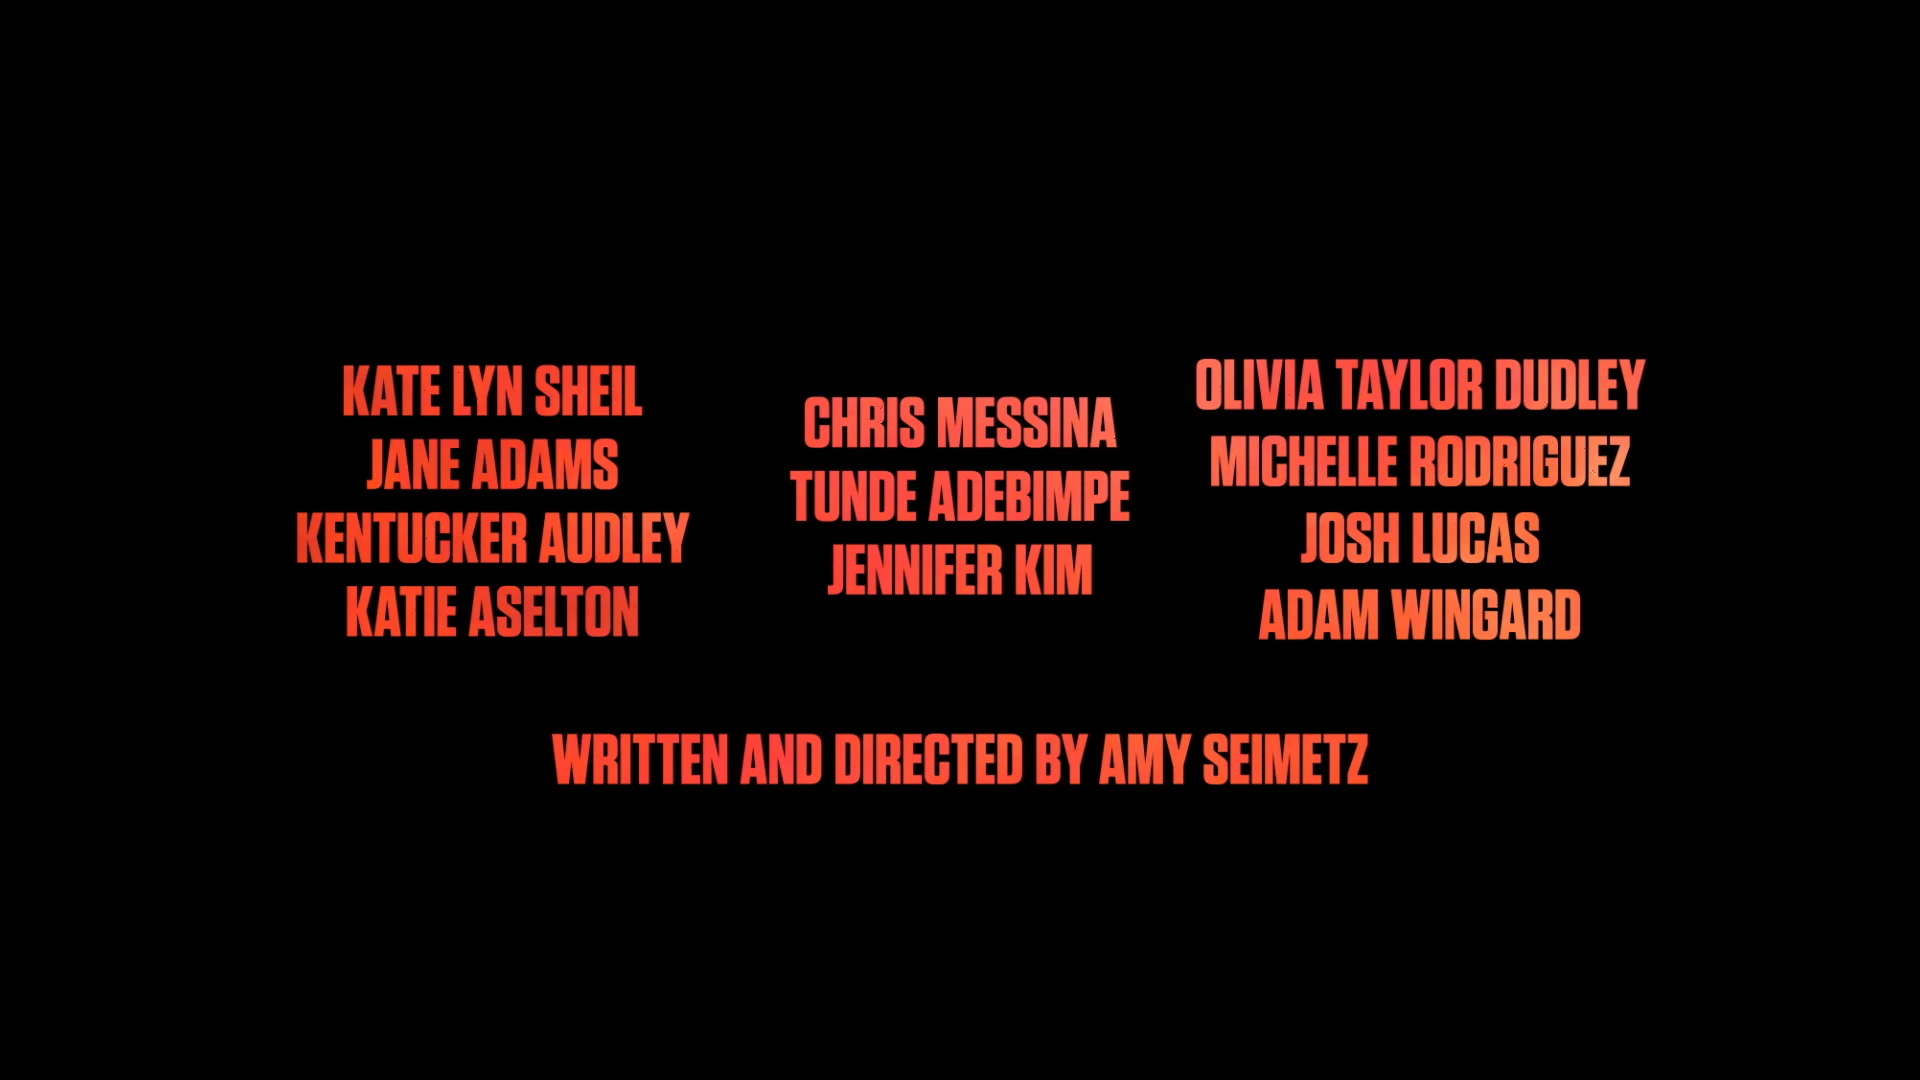 KATE LYN SHEIL
JANE ADAMS
KENTUCKER AUDLEY
KATIE ASELTON
CHRIS MESSINA
TUNDE ADEBIMPE
JENNIFER KIM
OLIVIA TAYLOR DUDLEY
MICHELLE RODRIGUEZ
JOSH LUCAS
ADAM WINGARD
WRITTEN AND DIRECTED BY AMY SEIMETZ